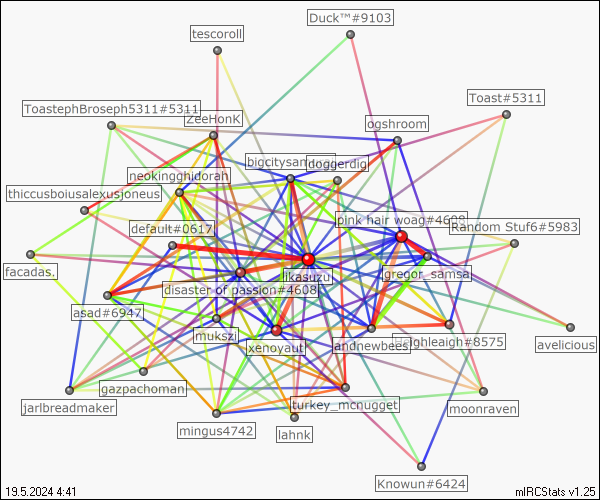 Duck™#9103
tescoroll
Toast#5311
ToastephBroseph5311#5311
ZeeHonK
ogshroom
bigcitysan
doggerdig
neokingghidorah
thiccusboiusalexusjoneus
pink hair woag#4688
Random Stuf6#5983
default#0617
facadas.
likasuzu
gregor_samsa
disaster of passion#4608
asad#6947
mukszi
xenoyaut
andnewbees
leighleigh#8575
avelicious
gazpachoman
jarlbreadmaker
turkey_mcnugget
moonraven
mingus4742
lahnk
Knowun#6424
19.5.2024 4:41
mIRCStats v1.25